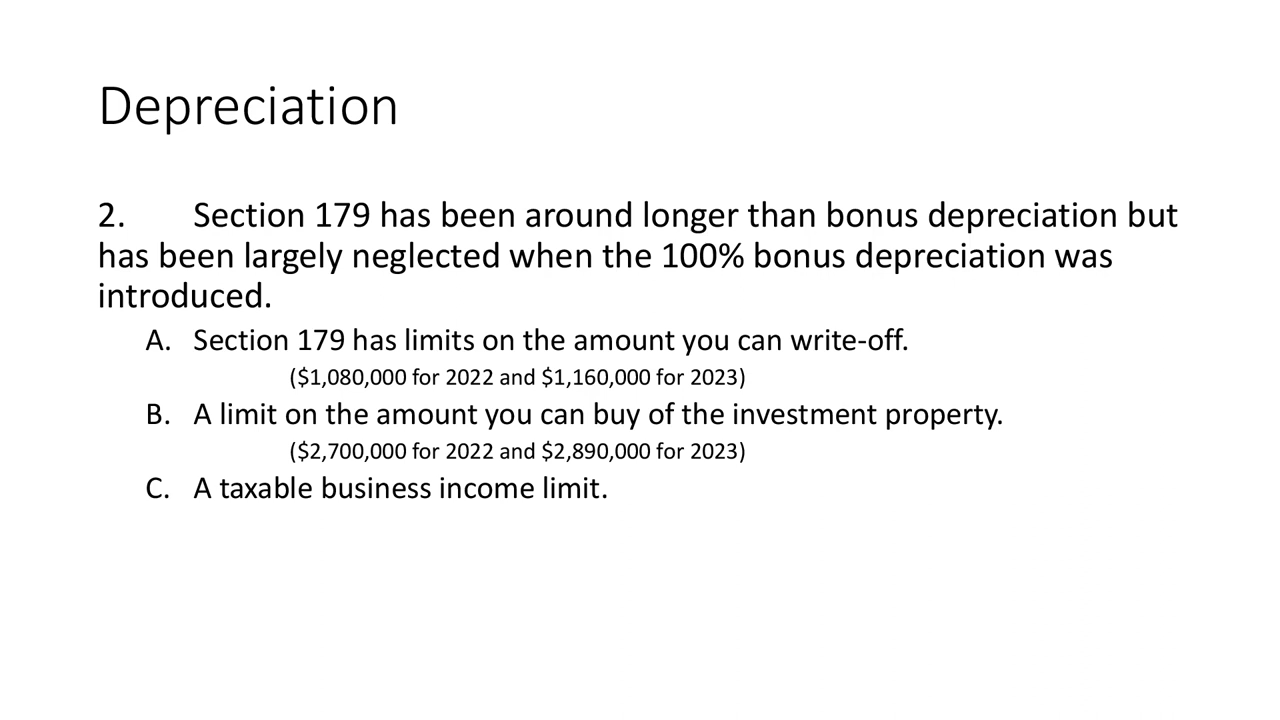 Depreciation
2. Section 179 has been around longer than bonus depreciation but
has been largely neglected when the 100% bonus depreciation was
introduced.
A. Section 179 has limits on the amount you can write-off.
($1,080,000 for 2022 and $1,160,000 for 2023)
B. A limit on the amount you can buy of the investment property.
($2,700,000 for 2022 and $2,890,000 for 2023)
C. A taxable business income limit.